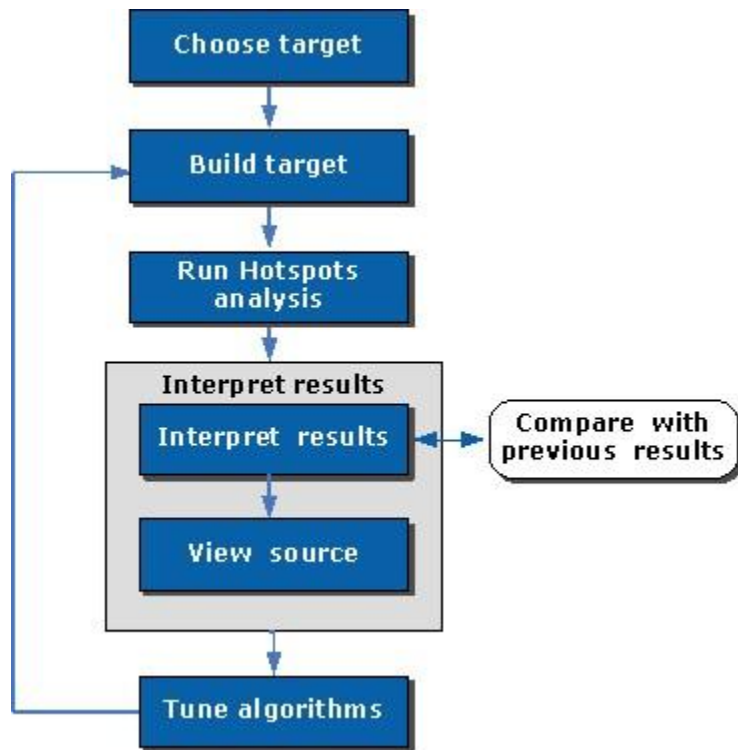 Choose target
Build target
Run Hotspots
analysis
Interpret results
Interpret results
Compare with
previous results
View source
Tune algorithms